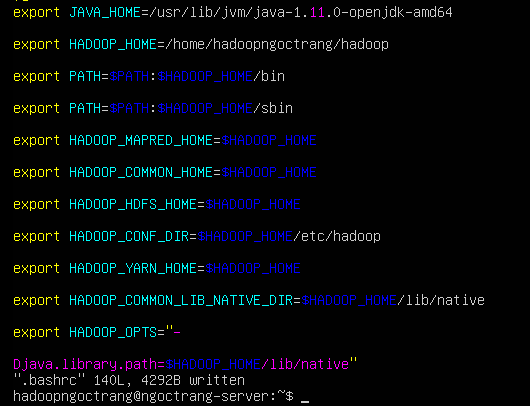 export JAVA_HOME=/usr/lib/jvm/java-1.11.0-openjdk-amd64
export HADOOP_HOME=/home/hadoopngoctrang/hadoop
export PATH=$PATH:$HADOOP_HOME/bin
export PATH=$PATH:$HADOOP_HOME/sbin
export HADOOP_MAPRED_HOME=$HADOOP_HOME
export HADOOP_COMMON_HOME=$HADOOP_HOME
export HADOOP_HDFS_HOME=$HADOOP_HOME
export HADOOP_CONF_DIR=$HADOOP_HOME/etc/hadoop
export HADOOP_YARN_HOME=$HADOOP_HOME
export HADOOP_COMMON_LIB_NATIVE_DIR=$HADOOP_HOME/lib/native
export HADOOP_OPTS="-
Djava.library.path=$HADOOP_HOME/lib/native"
".bashrc" 140L, 4292B written
hadoopngoctrang@ngoctrang-server:~$ _